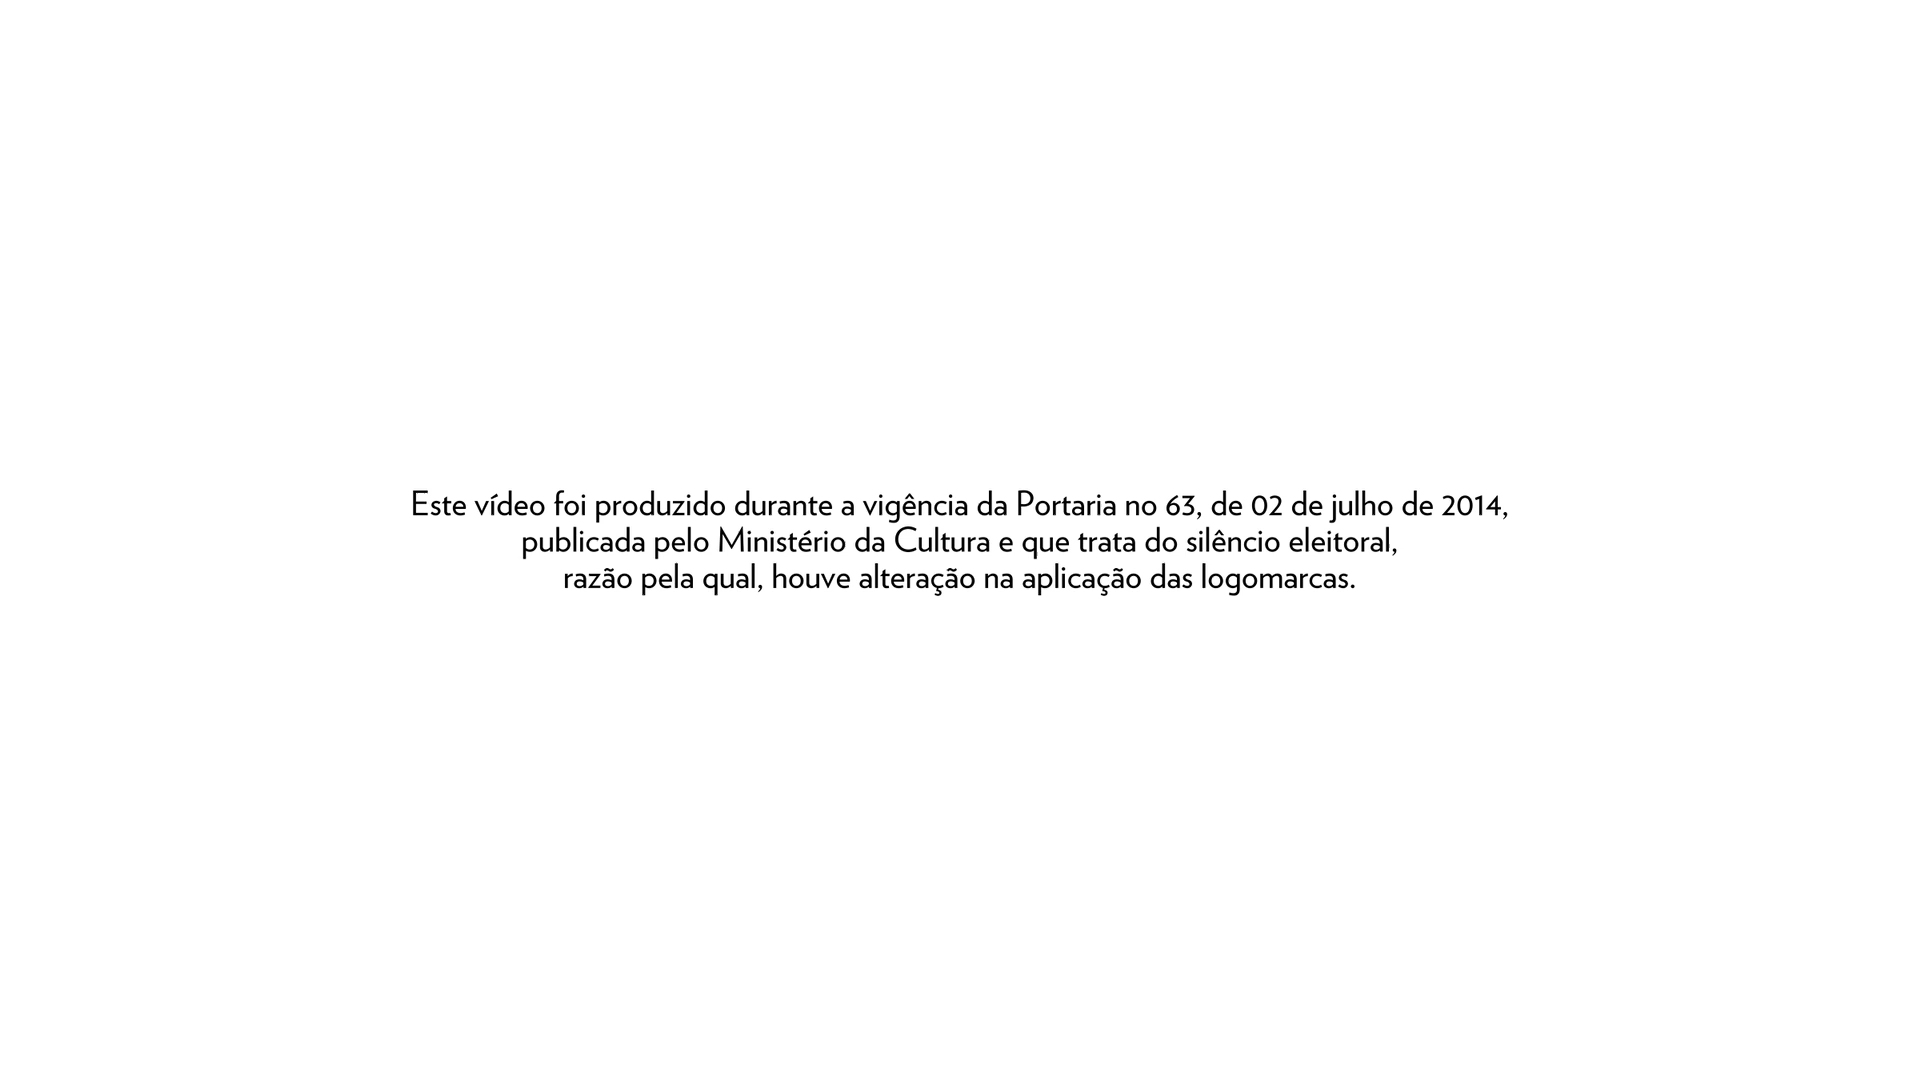 Este vídeo foi produzido durante a vigência da Portaria no 63, de 02 de julho de 2014,
publicada pelo Ministério da Cultura e que trata do silêncio eleitoral,
razão pela qual, houve alteração na aplicação das logomarcas.